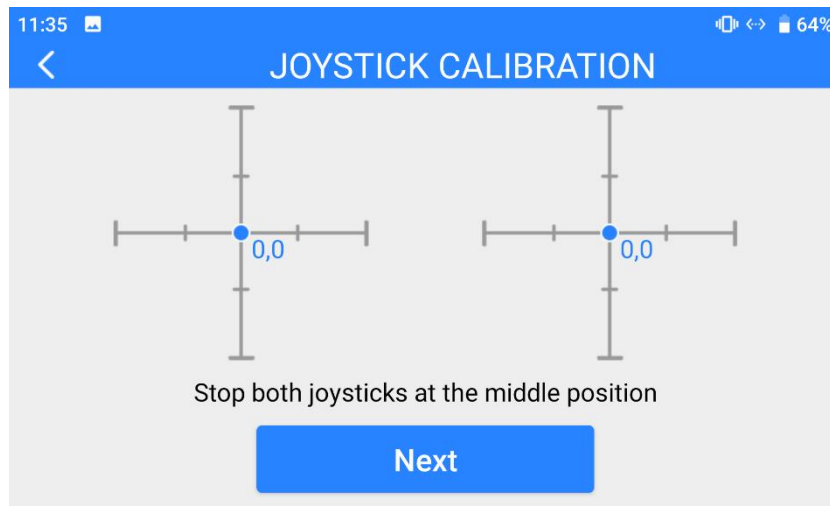 11:35 64%
JOYSTICK CALIBRATION
0,0 0,0
Stop both joysticks at the middle position
Next